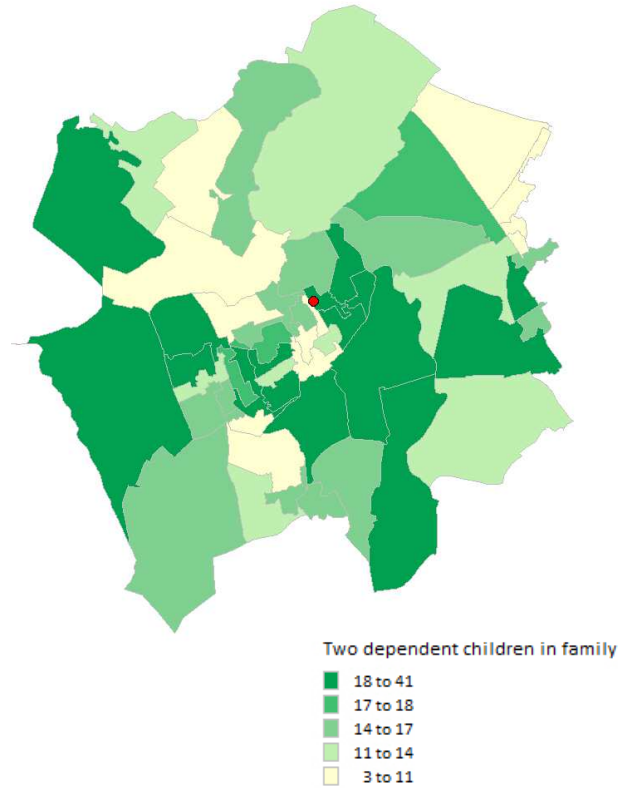 Two dependent children in family
18 to 41
17 to 18
14 to 17
11 to 14
3 to 11